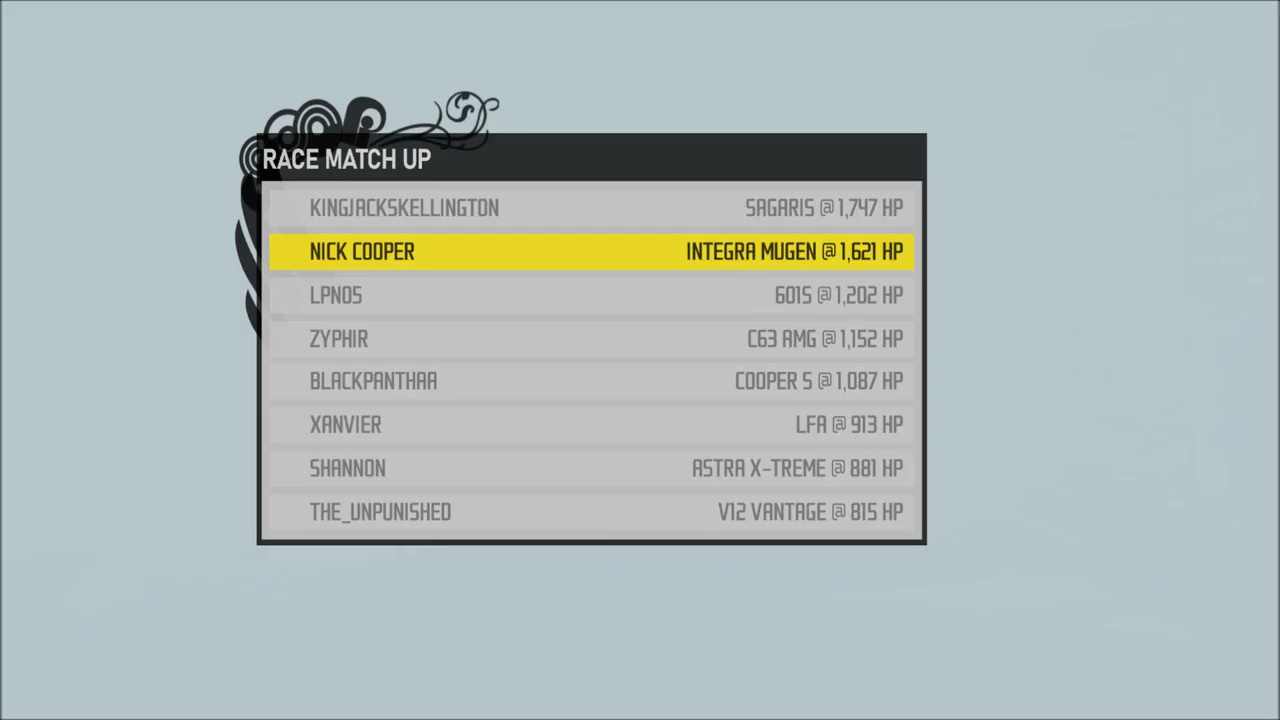 RACE MATCH UP
KINGJACKSKELLINGTON SAGARIS @ 1,747 HP
NICK COOPER INTEGRA MUGEN @ 1,621 HP
LPN05 601S @ 1,202 HP
ZYPHIR C63 AMG @ 1,152 HP
BLACKPANTHAA COOPER S @ 1,087 HP
XANVIER LFA @ 913 HP
SHANNON ASTRA X-TREME @ 881 HP
THE_UNPUNISHED V12 VANTAGE @ 815 HP